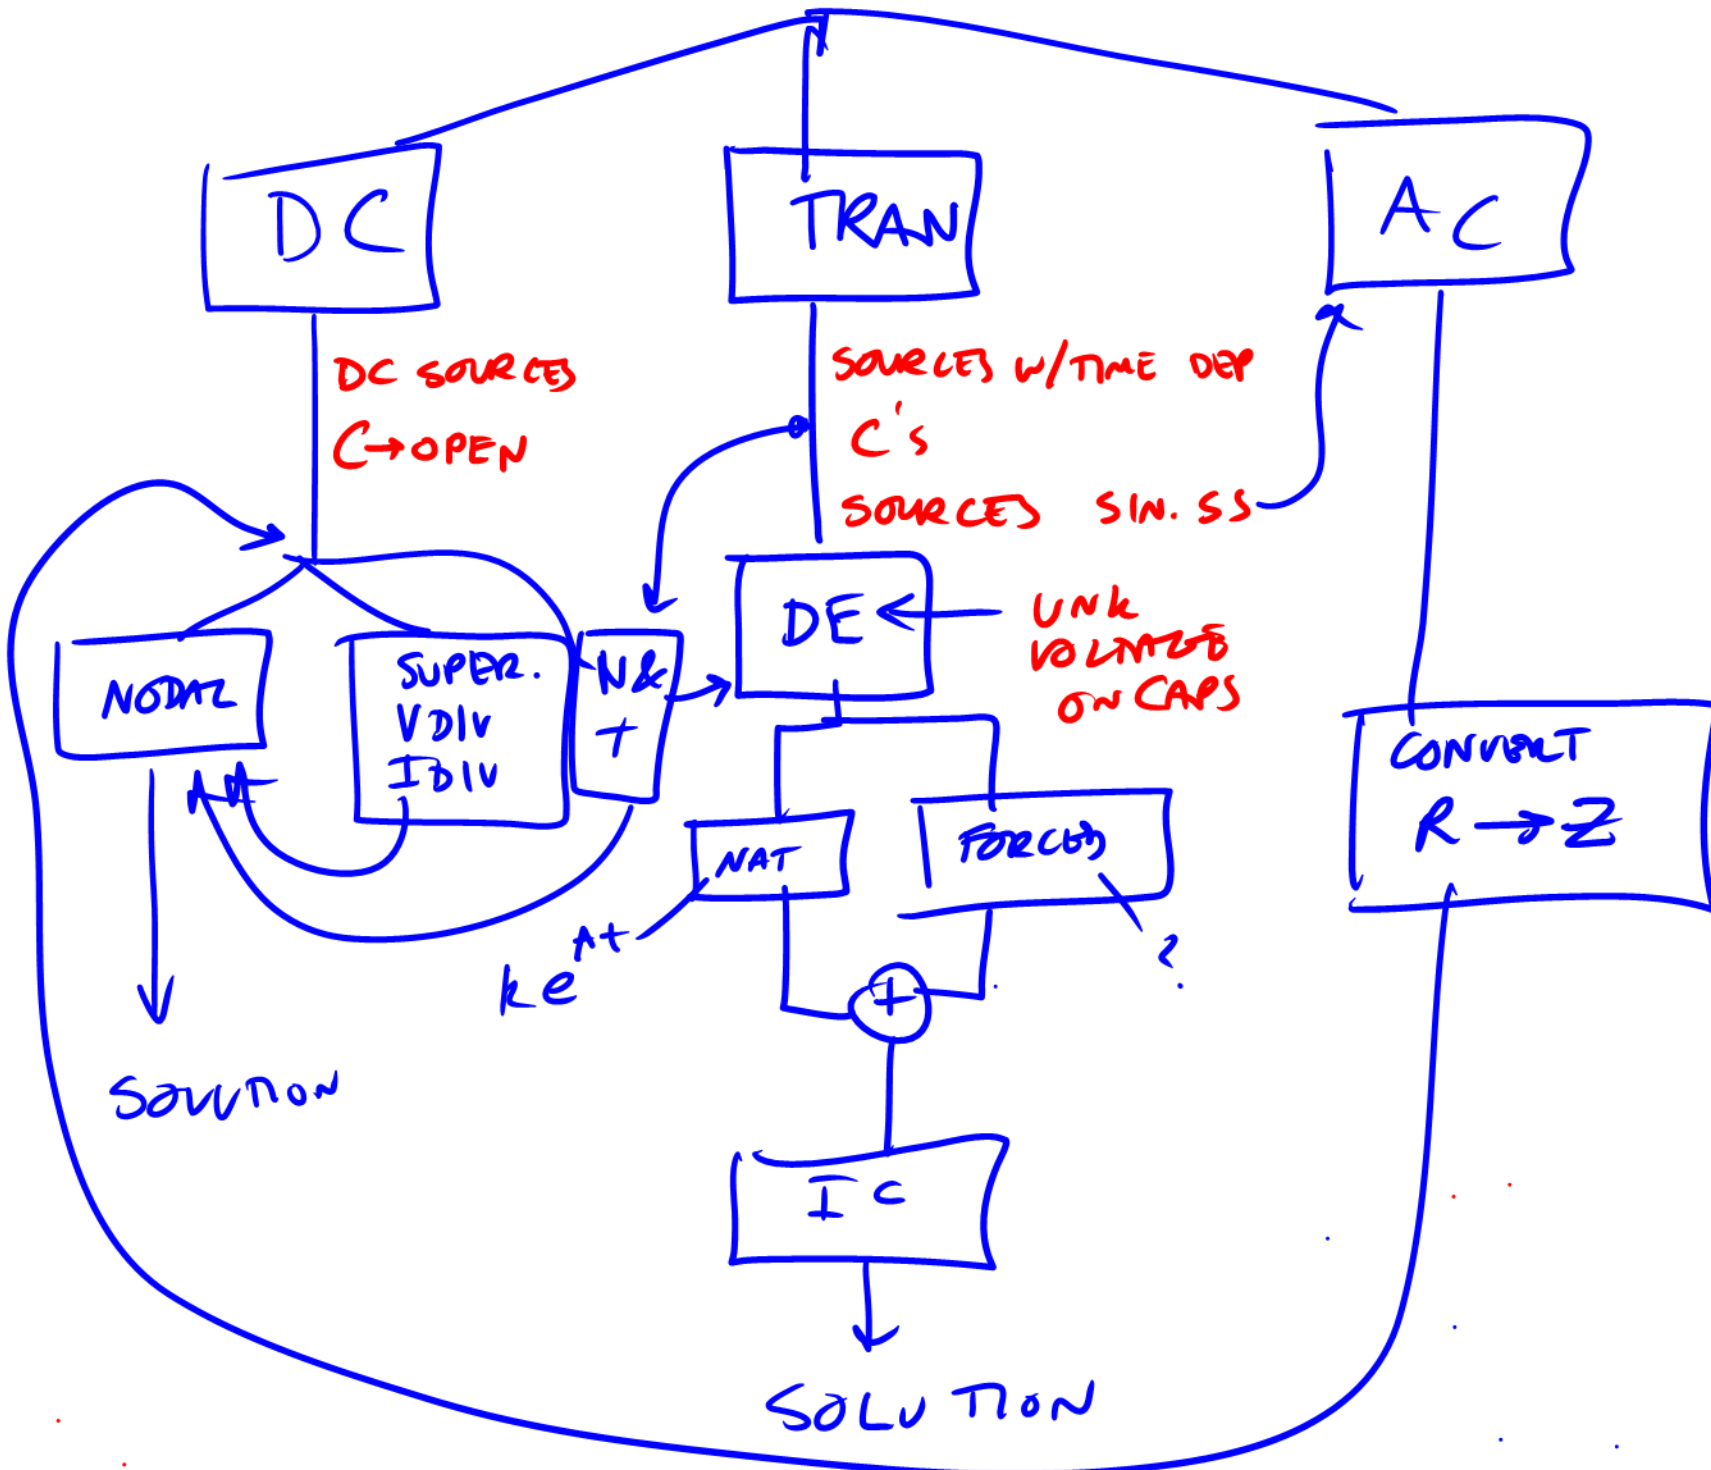 DC
TRAN
AC
DC SOURCES
C→OPEN
SOURCES W/TIME DEP
C's
SOURCES SIN. SS
NODAL
SUPER.
VDIV
IDIV
N&
T
DE
UNK
VOLTAGE
ON CAPS
CONVERT
R → Z
NAT
FORCED
ke^At
?
+
SOLUTION
IC
SOLUTION